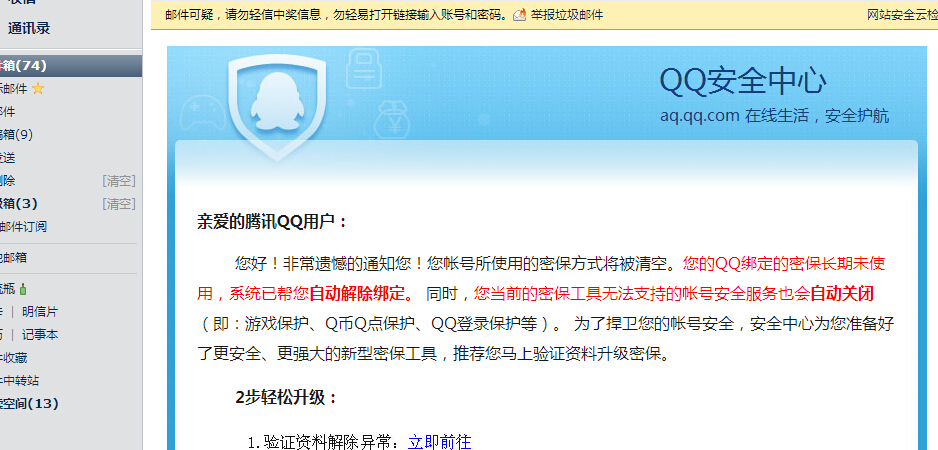 通讯录
箱(74)
邮件
件
箱(9)
送
除 [清空]
箱(3) [清空]
邮件订阅
邮箱
瓶
| 明信片
| 记事本
收藏
中转站
空间(13)
邮件可疑，请勿轻信中奖信息，勿轻易打开链接输入账号和密码。 举报垃圾邮件
网站安全云检
QQ安全中心
aq.qq.com 在线生活，安全护航
亲爱的腾讯QQ用户：
您好！非常遗憾的通知您！您帐号所使用的密保方式将被清空。您的QQ绑定的密保长期未使
用，系统已帮您自动解除绑定。 同时，您当前的密保工具无法支持的帐号安全服务也会自动关闭
（即：游戏保护、Q币Q点保护、QQ登录保护等）。 为了捍卫您的帐号安全，安全中心为您准备好
了更安全、更强大的新型密保工具，推荐您马上验证资料升级密保。
2步轻松升级：
1. 验证资料解除异常：立即前往